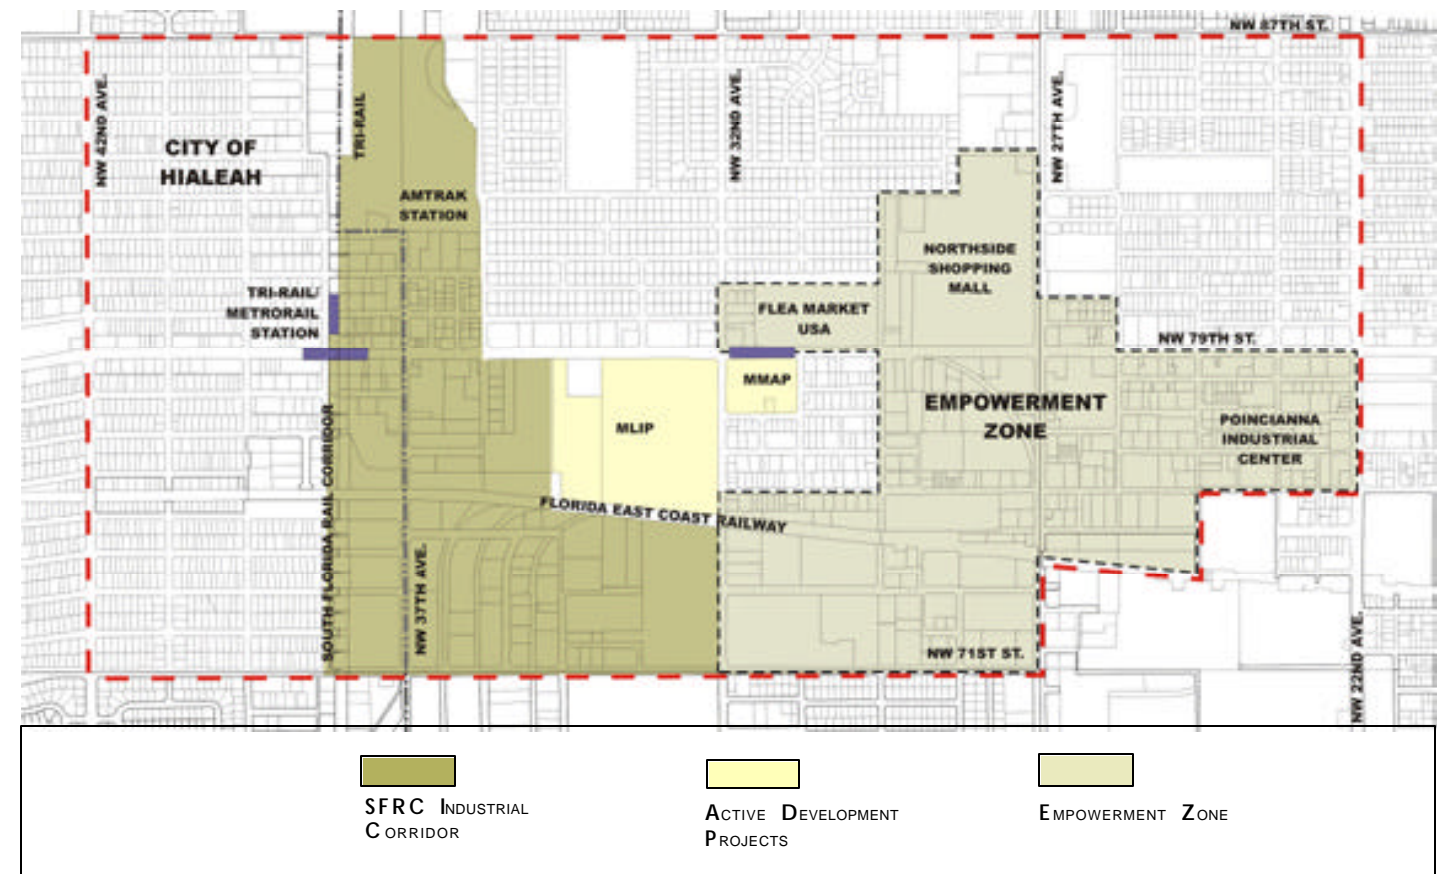 NW 87TH ST.
NW 42ND AVE.
TRI-RAIL
NW 32ND AVE.
NW 27TH AVE.
CITY OF
HIALEAH
AMTRAK
STATION
NORTHSIDE
SHOPPING
MALL
TRI-RAIL/
METRORAIL
STATION
FLEA MARKET
USA
NW 79TH ST.
MMAP
EMPOWERMENT
ZONE
MLIP
POINCIANNA
INDUSTRIAL
CENTER
SOUTH FLORIDA RAIL CORRIDOR
FLORIDA EAST COAST RAILWAY
NW 37TH AVE.
NW 71ST ST.
NW 22ND AVE.
SFRC INDUSTRIAL
CORRIDOR
ACTIVE DEVELOPMENT
PROJECTS
EMPOWERMENT ZONE